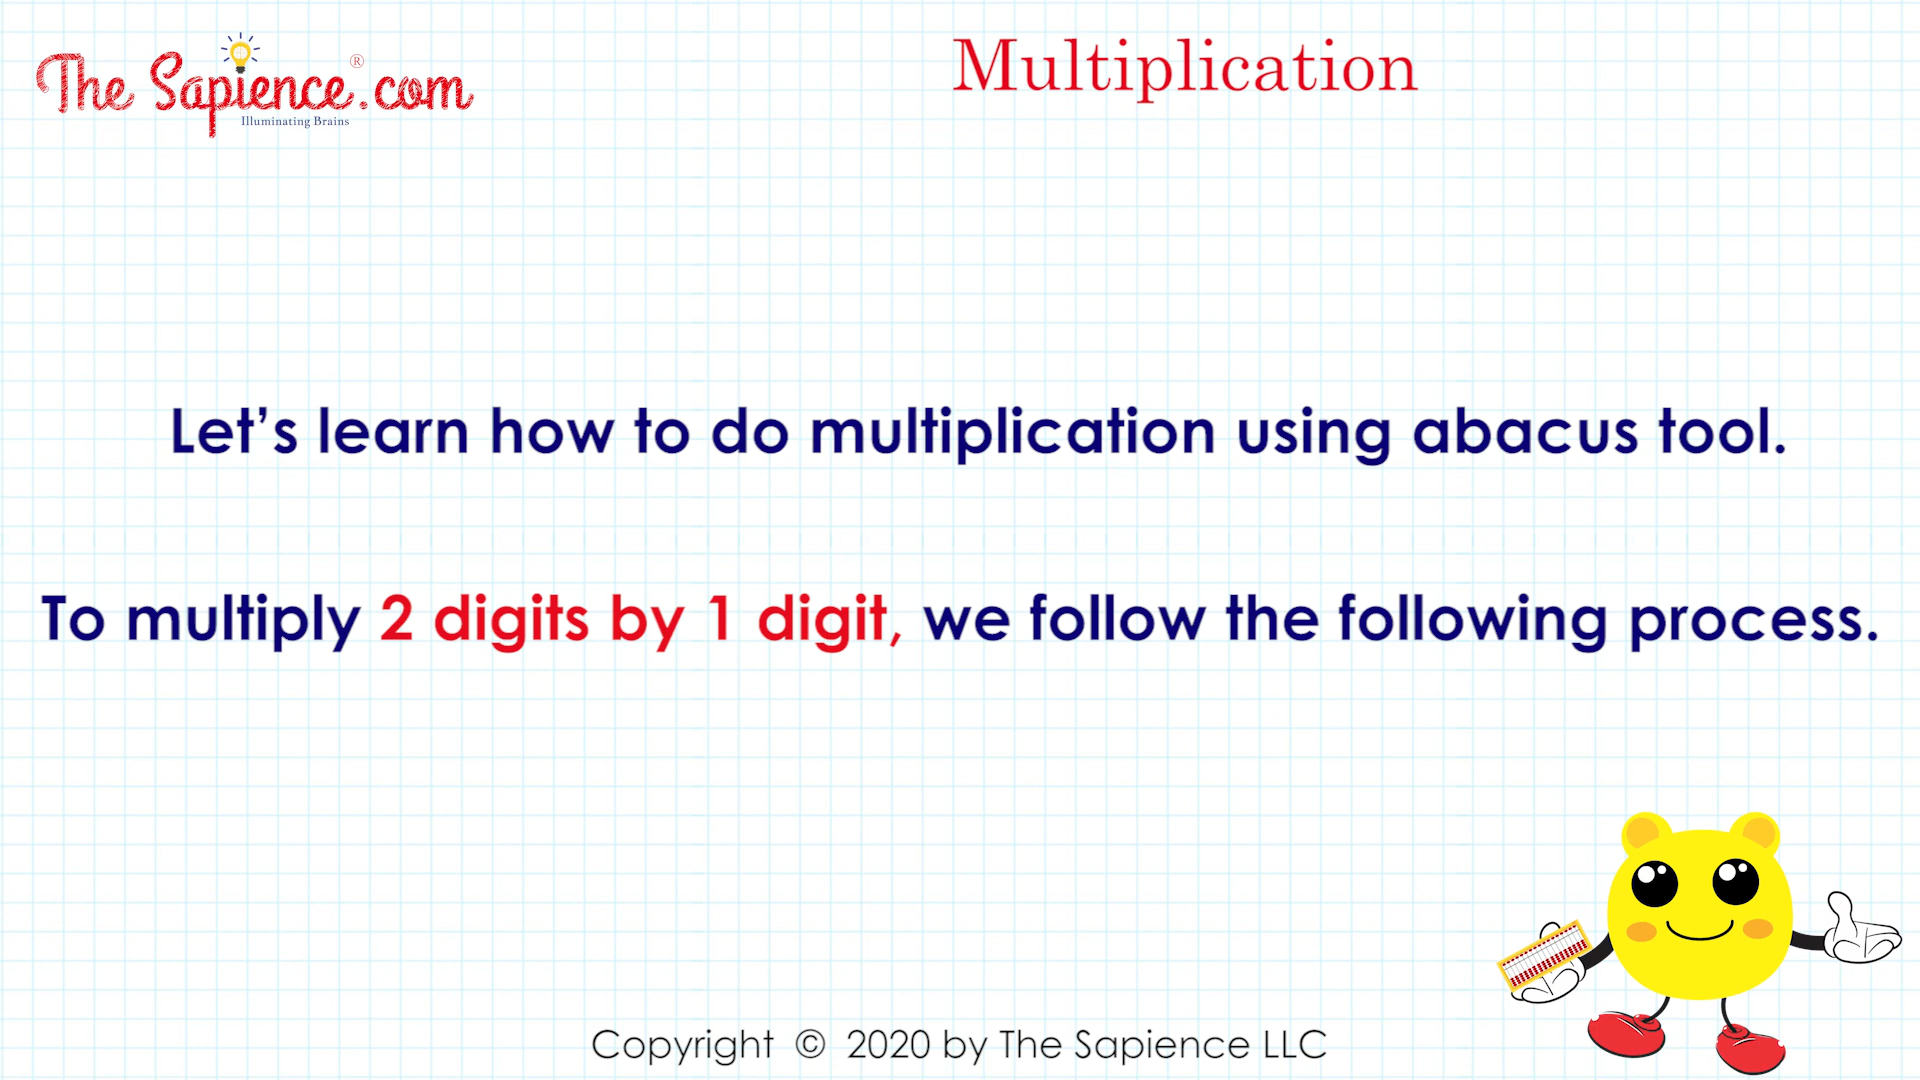 The Sapience®.com
Illuminating Brains
Multiplication
Let's learn how to do multiplication using abacus tool.
To multiply 2 digits by 1 digit, we follow the following process.
Copyright © 2020 by The Sapience LLC